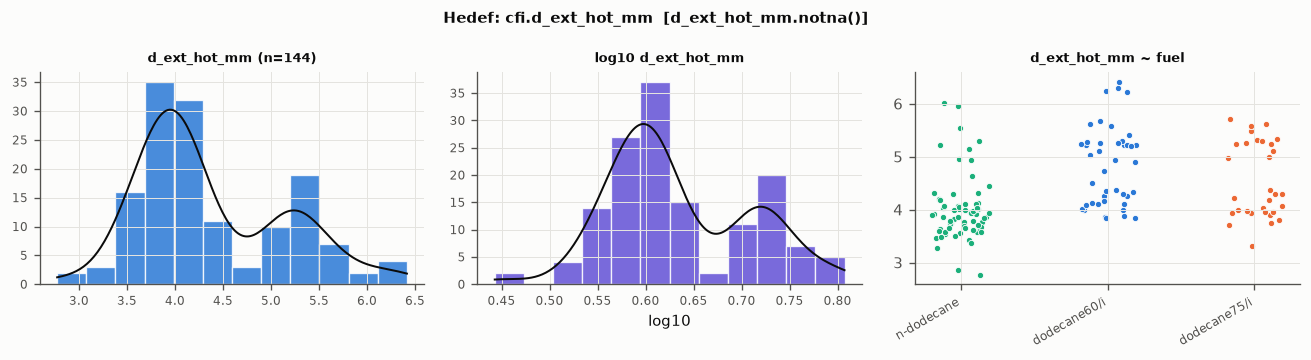 Hedef: cfi.d_ext_hot_mm [d_ext_hot_mm.notna()]
d_ext_hot_mm (n=144)
35
30
25
20
15
10
5
0
3.0 3.5 4.0 4.5 5.0 5.5 6.0 6.5
log10 d_ext_hot_mm
35
30
25
20
15
10
5
0
0.45 0.50 0.55 0.60 0.65 0.70 0.75 0.80
log10
d_ext_hot_mm ~ fuel
6
5
4
3
n-dodecane dodecane60/i dodecane75/i